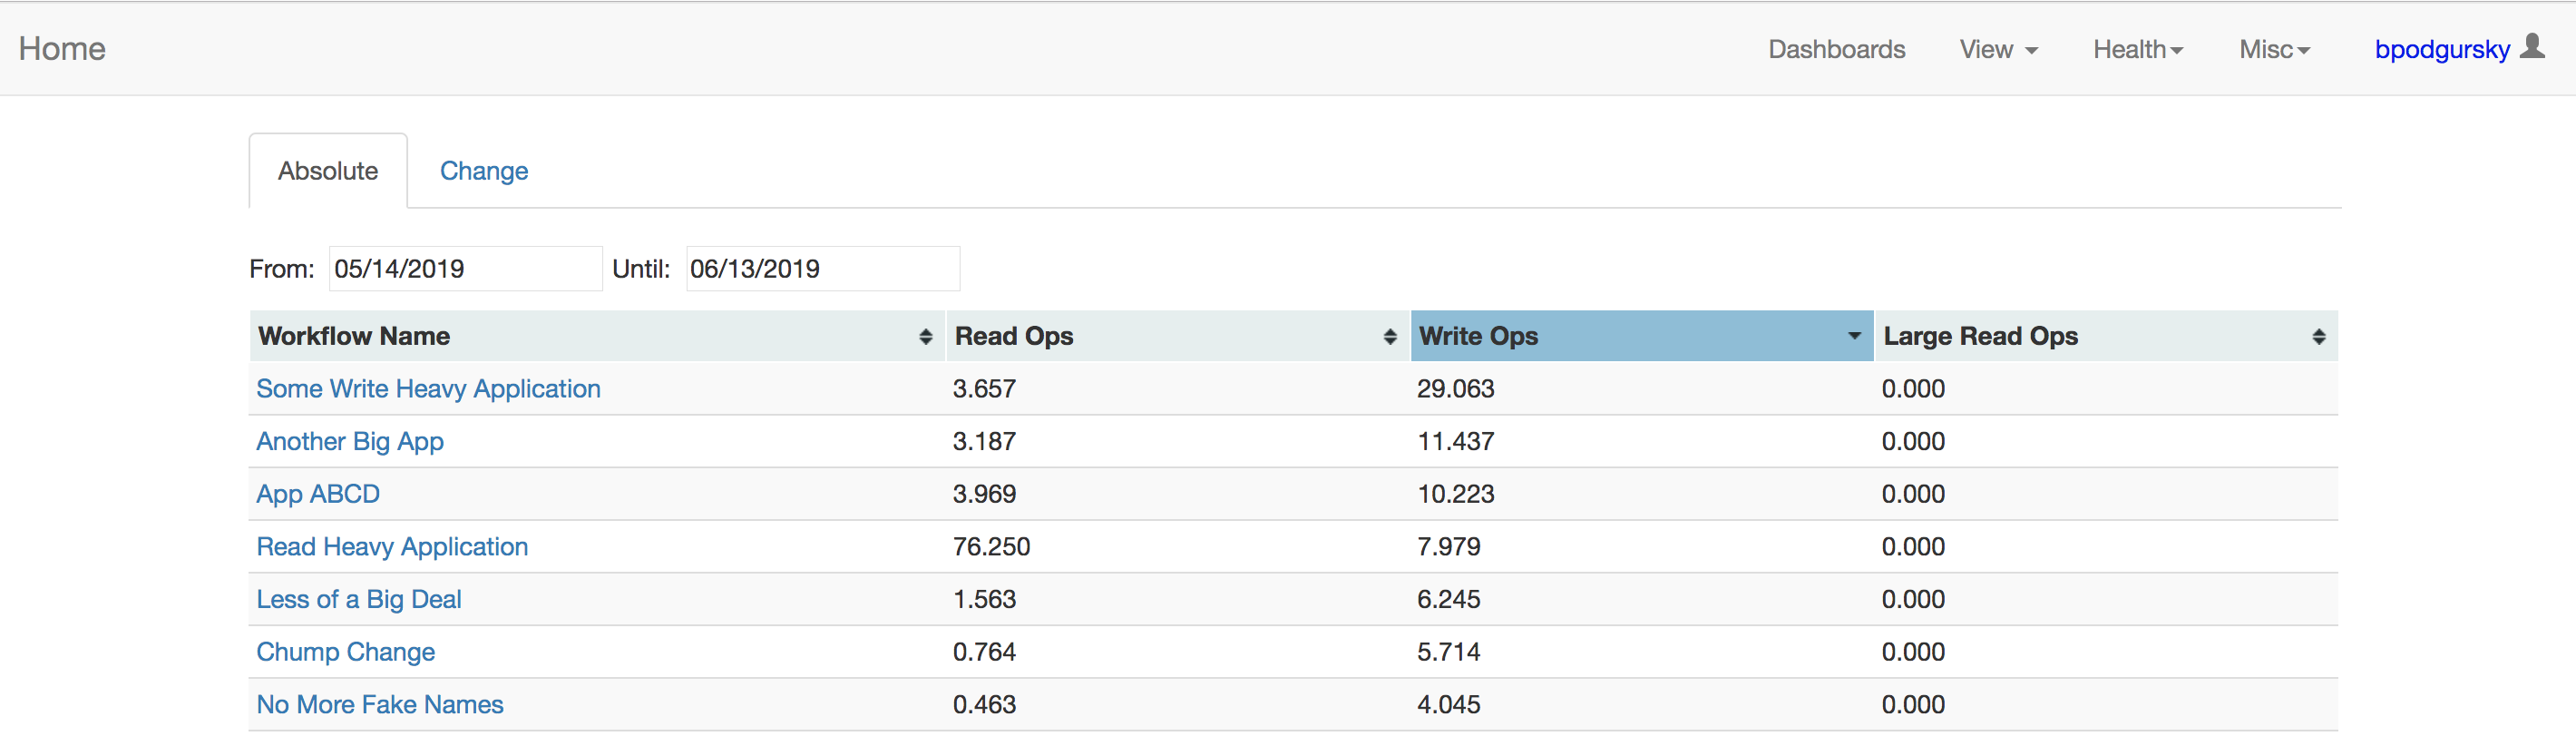 Home Dashboards View Health Misc bpodgursky
Absolute Change
From: 05/14/2019 Until: 06/13/2019
Workflow Name Read Ops Write Ops Large Read Ops
Some Write Heavy Application 3.657 29.063 0.000
Another Big App 3.187 11.437 0.000
App ABCD 3.969 10.223 0.000
Read Heavy Application 76.250 7.979 0.000
Less of a Big Deal 1.563 6.245 0.000
Chump Change 0.764 5.714 0.000
No More Fake Names 0.463 4.045 0.000